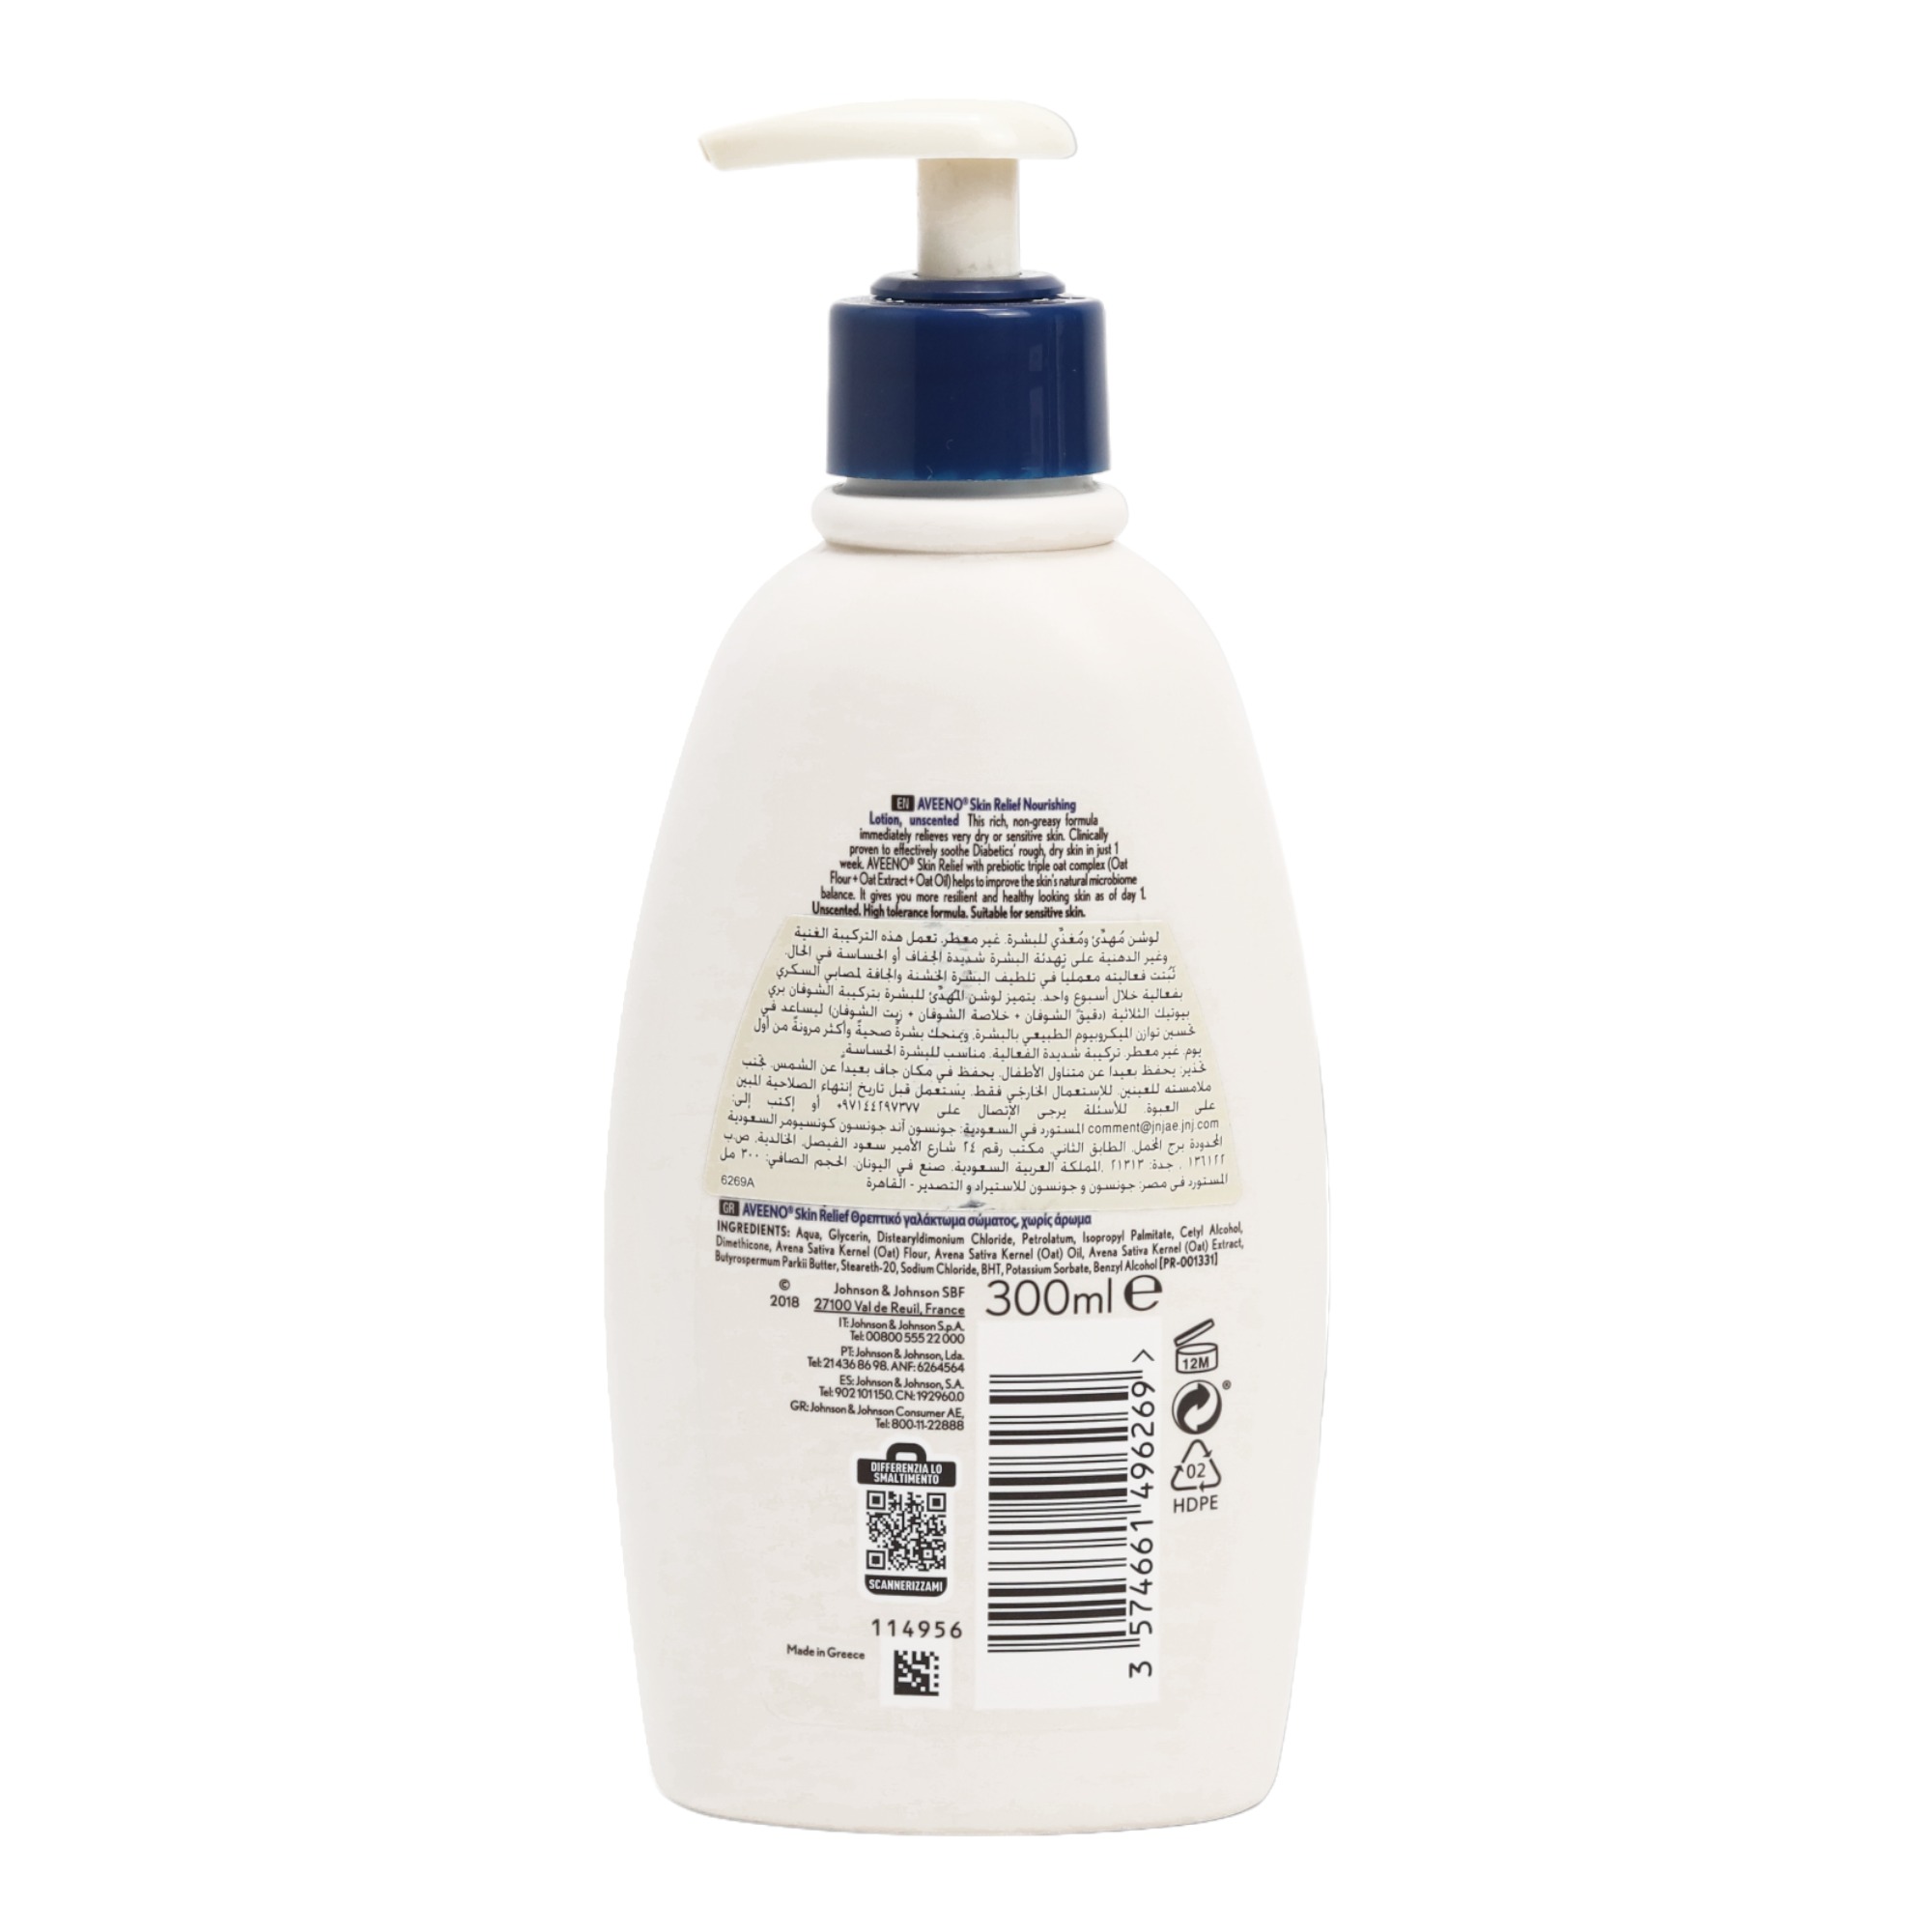 EN AVEENO® Skin Relief Nourishing
Lotion, unscented This rich, non-greasy formula
immediately relieves very dry or sensitive skin. Clinically
proven to effectively soothe Diabetics' rough, dry skin in just 1
week. AVEENO® Skin Relief with prebiotic triple oat complex (Oat
Flour + Oat Extract + Oat Oil) helps to improve the skin's natural microbiome
balance. It gives you more resilient and healthy looking skin as of day 1.
Unscented. High tolerance formula. Suitable for sensitive skin.
لوشن مُهدِّئ ومُغذِّي للبشرة. غير معطر. تعمل هذه التركيبة الغنية
وغير الدهنية على تهدئة البشرة شديدة الجفاف أو الحساسة في الحال.
ثُبتت فعاليته معملياً في تلطيف البشرة الخشنة والجافة لمصابي السكري
بفعالية خلال أسبوع واحد. يتميز لوشن المُهدِّئ للبشرة بتركيبة الشوفان بري
بيوتيك الثلاثية (دقيق الشوفان + خلاصة الشوفان + زيت الشوفان) ليساعد في
تحسين توازن الميكروبيوم الطبيعي بالبشرة، ويمنحك بشرةً صحيةً وأكثر مرونةً من أول
يوم. غير معطر. تركيبة شديدة الفعالية. مناسب للبشرة الحساسة.
تحذير: يحفظ بعيداً عن متناول الأطفال. يحفظ في مكان جاف بعيداً عن الشمس. تجنب
ملامسته للعينين. للإستعمال الخارجي فقط. يستعمل قبل تاريخ إنتهاء الصلاحية المبين
على العبوة. للأسئلة يرجى الإتصال على +٩٧١٤٤٢٩٧٣٧٧ أو إكتب إلى:
comment@jnjae.jnj.com المستورد في السعودية: جونسون آند جونسون كونسيومر السعودية
المحدودة برج المحمل. الطابق الثاني. مكتب رقم ٢٤ شارع الأمير سعود الفيصل. الخالدية. ص.ب
١٣٦١٢٢ . جدة: ٢١٣١٣ .المملكة العربية السعودية. صنع في اليونان. الحجم الصافي: ٣٠٠ مل
المستورد فى مصر: جونسون و جونسون للاستيراد و التصدير - القاهرة
6269A
GR AVEENO® Skin Relief Θρεπτικό γαλάκτωμα σώματος, χωρίς άρωμα
INGREDIENTS: Aqua, Glycerin, Distearyldimonium Chloride, Petrolatum, Isopropyl Palmitate, Cetyl Alcohol,
Dimethicone, Avena Sativa Kernel (Oat) Flour, Avena Sativa Kernel (Oat) Oil, Avena Sativa Kernel (Oat) Extract,
Butyrospermum Parkii Butter, Steareth-20, Sodium Chloride, BHT, Potassium Sorbate, Benzyl Alcohol [PR-001331]
©
2018
Johnson & Johnson SBF
27100 Val de Reuil, France
IT: Johnson & Johnson S.p.A.
Tel: 00800 555 22 000
PT: Johnson & Johnson, Lda.
Tel: 21 436 86 98. ANF: 6264564
ES: Johnson & Johnson, S.A.
Tel: 902 101 150. CN: 192960.0
GR: Johnson & Johnson Consumer AE,
Tel: 800-11-22888
300ml e
12M
02
HDPE
DIFFERENZIA LO
SMALTIMENTO
SCANNERIZZAMI
114956
Made in Greece
3 574661 496269 >